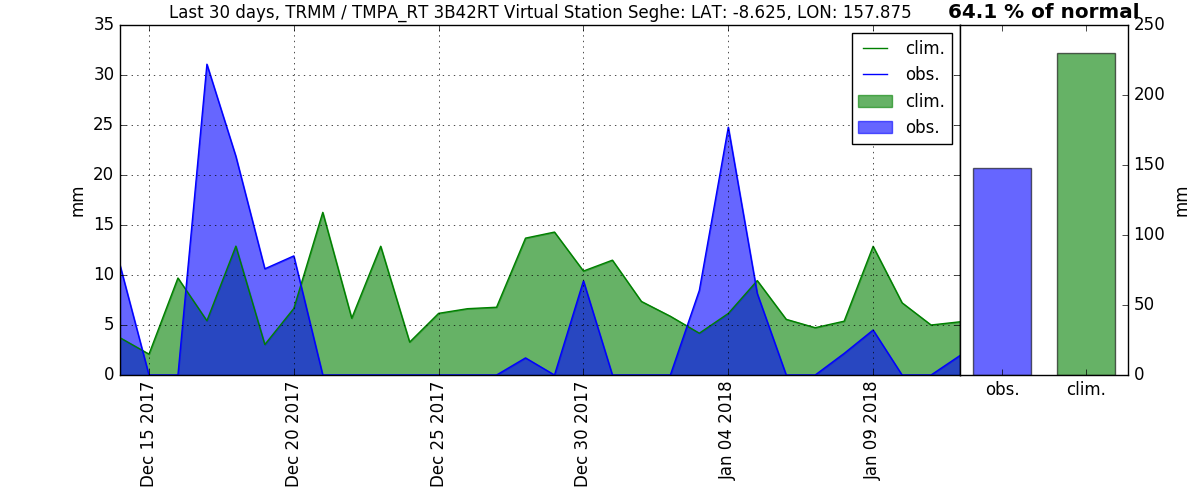 Last 30 days, TRMM / TMPA_RT 3B42RT Virtual Station Seghe: LAT: -8.625, LON: 157.875
64.1 % of normal
35
30
25
20
15
10
5
0
mm
clim.
obs.
clim.
obs.
250
200
150
100
50
0
mm
Dec 15 2017
Dec 20 2017
Dec 25 2017
Dec 30 2017
Jan 04 2018
Jan 09 2018
obs.
clim.